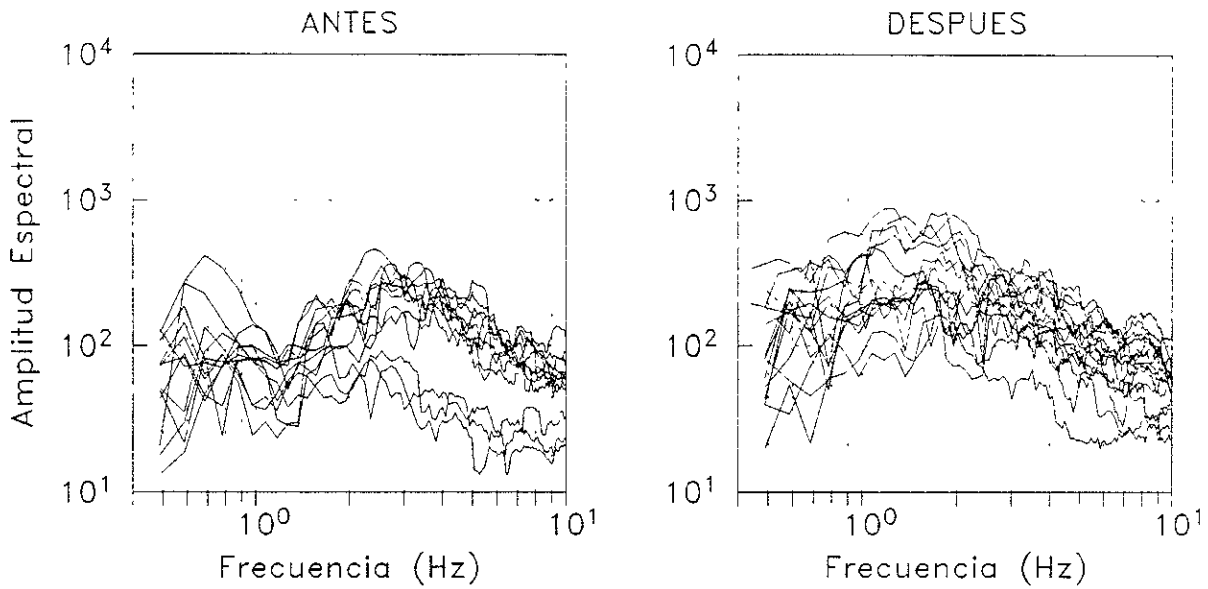 ANTES
DESPUES
Amplitud Espectral
10⁴
10³
10²
10¹
10⁰ 10¹
Frecuencia (Hz)
10⁴
10³
10²
10¹
10⁰ 10¹
Frecuencia (Hz)